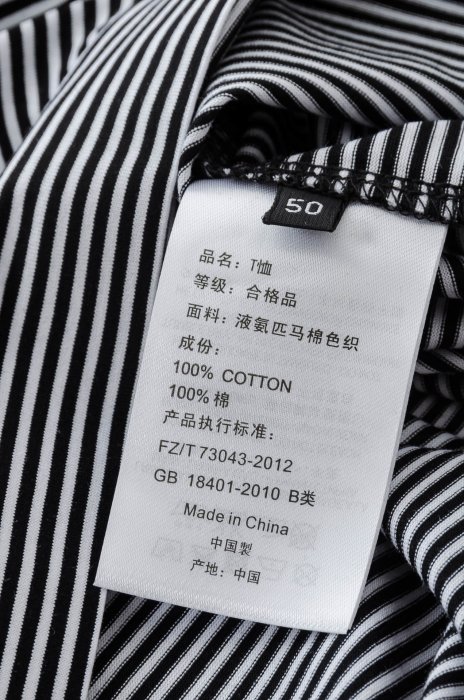 50
品名：T恤
等级：合格品
面料：液氨匹马棉色织
成份：
100% COTTON
100%棉
产品执行标准：
FZ/T 73043-2012
GB 18401-2010 B类
Made in China
中国製
产地：中国